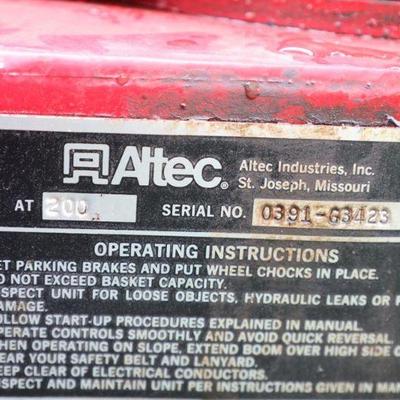 Altec®
Altec Industries, Inc.
St. Joseph, Missouri
AT 200 SERIAL NO. 0391-G3423
OPERATING INSTRUCTIONS
ET PARKING BRAKES AND PUT WHEEL CHOCKS IN PLACE.
O NOT EXCEED BASKET CAPACITY.
SPECT UNIT FOR LOOSE OBJECTS, HYDRAULIC LEAKS OR
DAMAGE.
OLLOW START-UP PROCEDURES EXPLAINED IN MANUAL.
PERATE CONTROLS SMOOTHLY AND AVOID QUICK REVERSAL.
WHEN OPERATING ON SLOPE, EXTEND BOOM OVER HIGH SIDE
EAR YOUR SAFETY BELT AND LANYARD.
EEP CLEAR OF ELECTRICAL CONDUCTORS.
SPECT AND MAINTAIN UNIT PER INSTRUCTIONS GIVEN IN